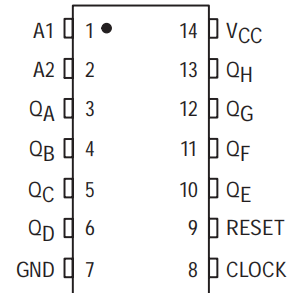 A1 1 14 VCC
A2 2 13 QH
QA 3 12 QG
QB 4 11 QF
QC 5 10 QE
QD 6 9 RESET
GND 7 8 CLOCK